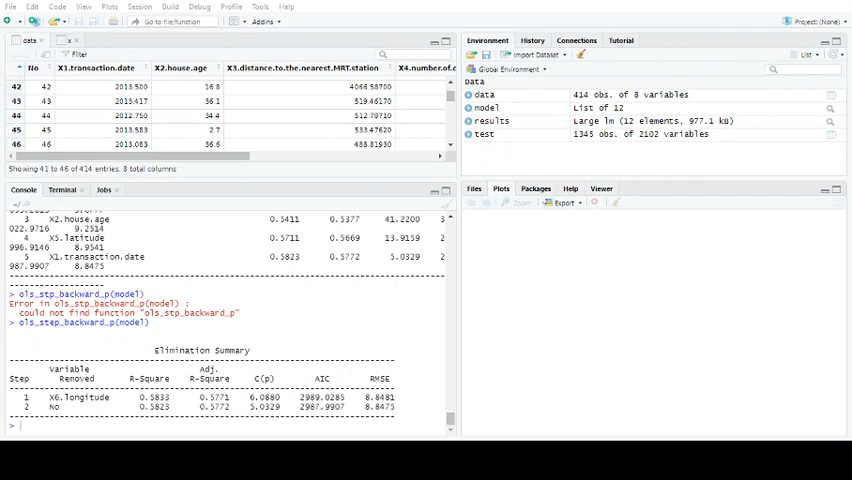 File Edit Code View Plots Session Build Debug Profile Tools Help
Go to file/function Addins Project: (None)
data x
Filter
No X1.transaction.date X2.house.age X3.distance.to.the.nearest.MRT.station
42 42 2013.500 16.8 4066.58700
43 43 2013.417 36.1 519.46170
44 44 2012.750 34.4 512.78710
45 45 2013.583 2.7 533.47620
46 46 2013.083 36.6 488.81930
Showing 41 to 46 of 414 entries, 8 total columns
Console Terminal Jobs
~/
3 X2.house.age 0.5411 0.5377 41.2200
022.9716 9.2514
4 X5.latitude 0.5711 0.5669 13.9159
996.9146 8.9541
5 X1.transaction.date 0.5823 0.5772 5.0329
987.9907 8.8475
> ols_stp_backward_p(model)
Error in ols_stp_backward_p(model) :
could not find function "ols_stp_backward_p"
> ols_step_backward_p(model)
Elimination Summary
Variable Adj.
Step Removed R-Square R-Square C(p) AIC RMSE
1 X6.longitude 0.5833 0.5771 6.0880 2989.0285 8.8481
2 No 0.5823 0.5772 5.0329 2987.9907 8.8475
>
Environment History Connections Tutorial
Import Dataset List
Global Environment
Data
data 414 obs. of 8 variables
model List of 12
results Large lm (12 elements, 977.1 kB)
test 1345 obs. of 2102 variables
Files Plots Packages Help Viewer
Zoom Export